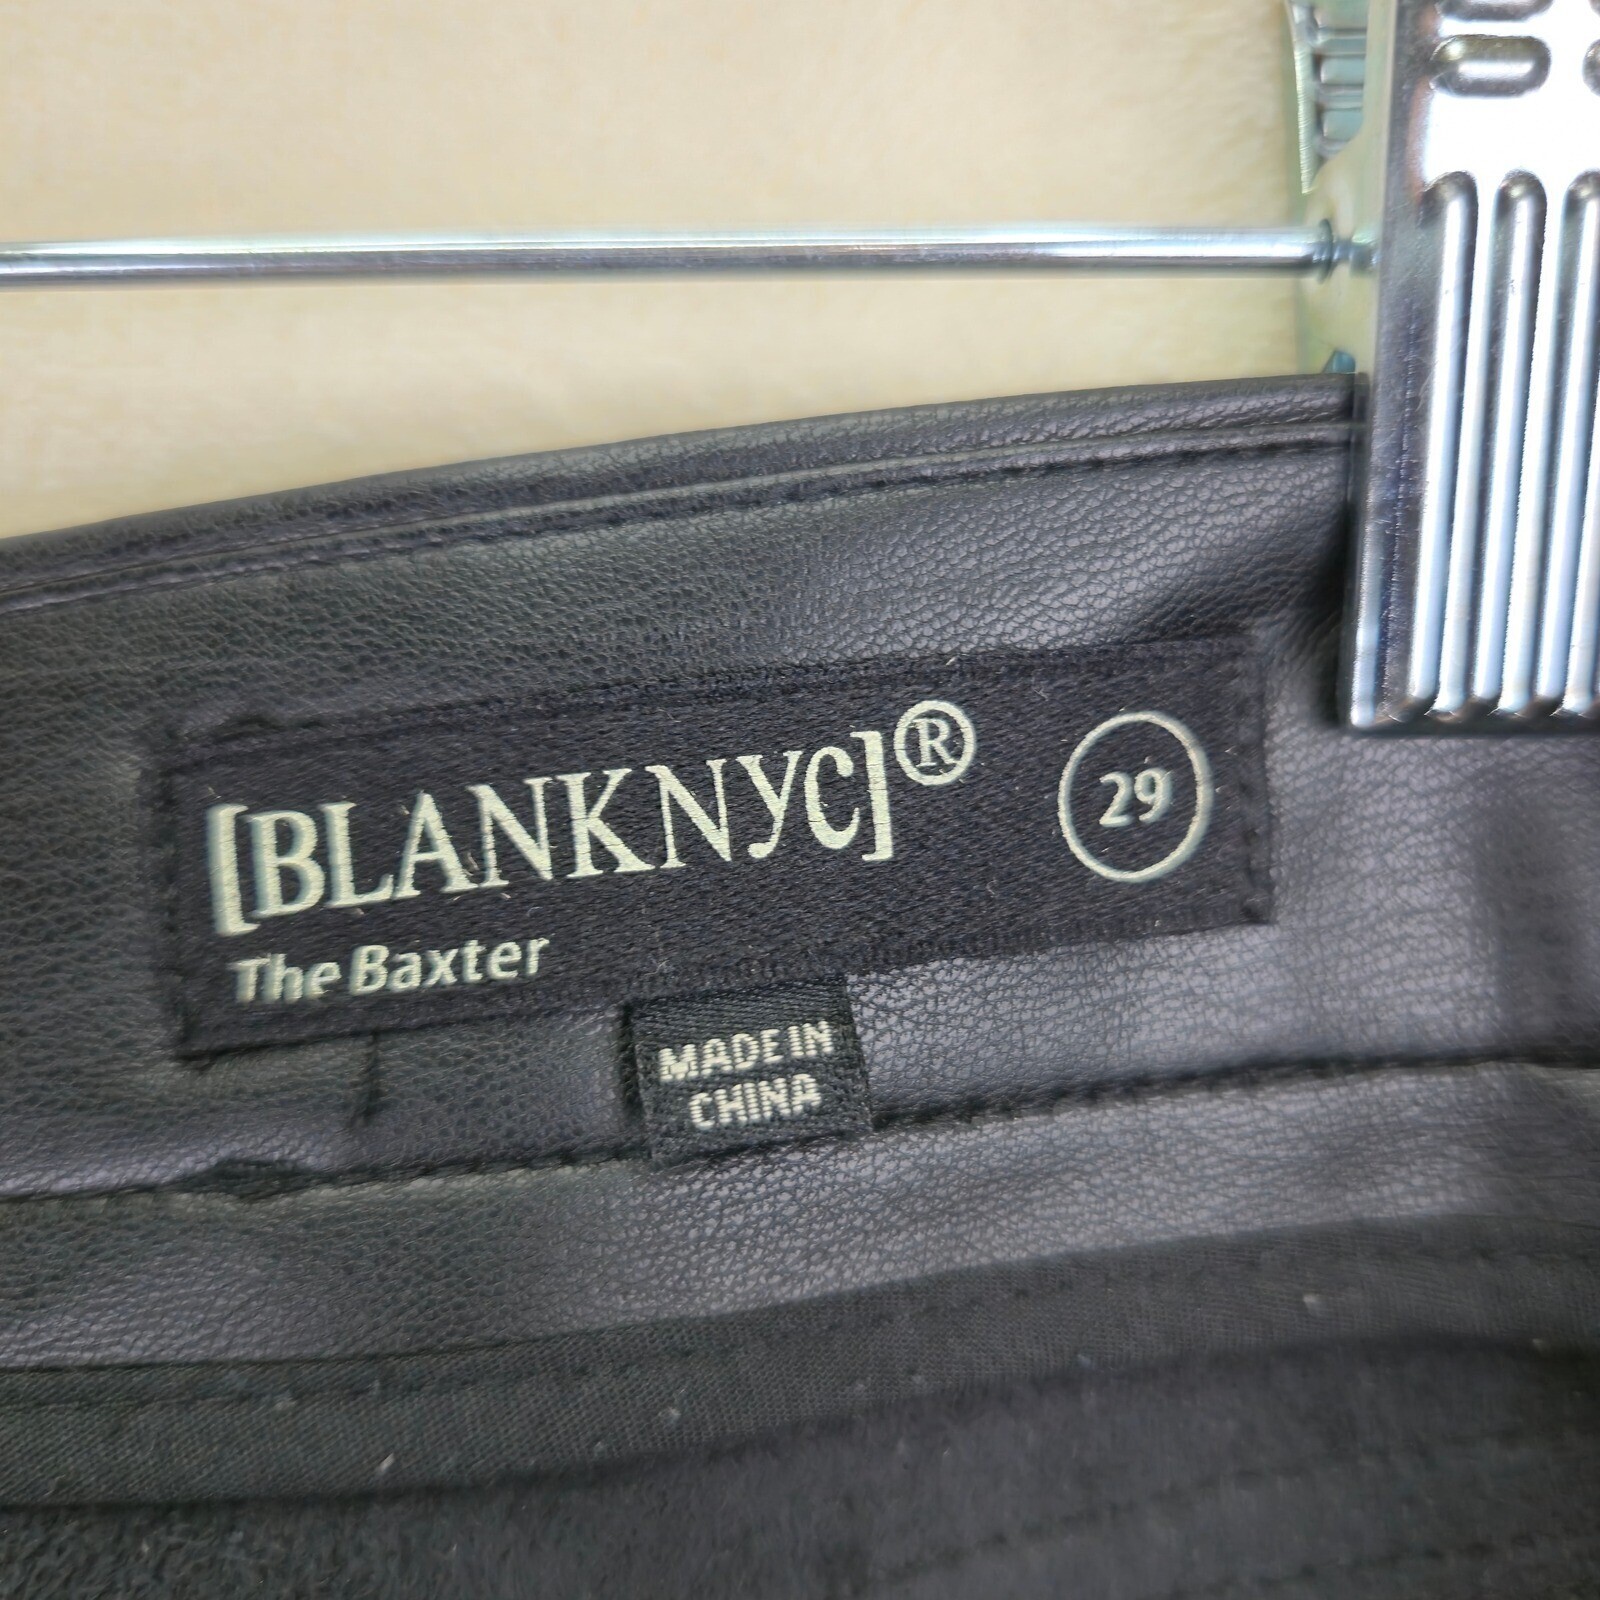 [BLANKNYC]® 29
The Baxter
MADE IN
CHINA